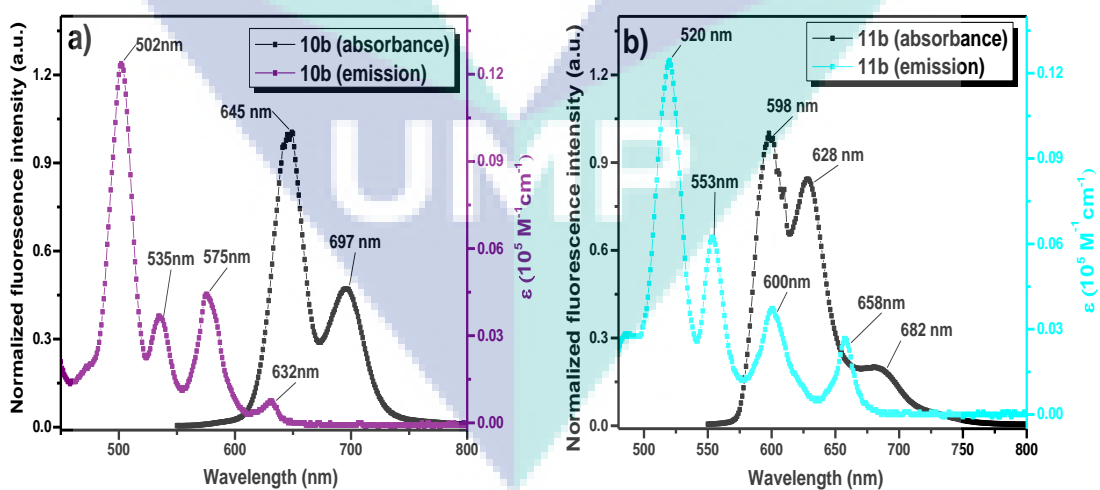 a)
502nm
10b (absorbance)
10b (emission)
645 nm
697 nm
535nm
575nm
632nm
Normalized fluorescence intensity (a.u.)
0.0
0.3
0.6
0.9
1.2
500
550
600
650
700
750
800
Wavelength (nm)
0.00
0.03
0.06
0.09
0.12
ε (10⁵ M⁻¹cm⁻¹)
UMP
b)
520 nm
11b (absorbance)
11b (emission)
598 nm
628 nm
553nm
600nm
658nm
682 nm
Normalized fluorescence intensity (a.u.)
0.0
0.3
0.6
0.9
1.2
500
550
600
650
700
750
800
Wavelength (nm)
0.00
0.03
0.06
0.09
0.12
ε (10⁵ M⁻¹cm⁻¹)